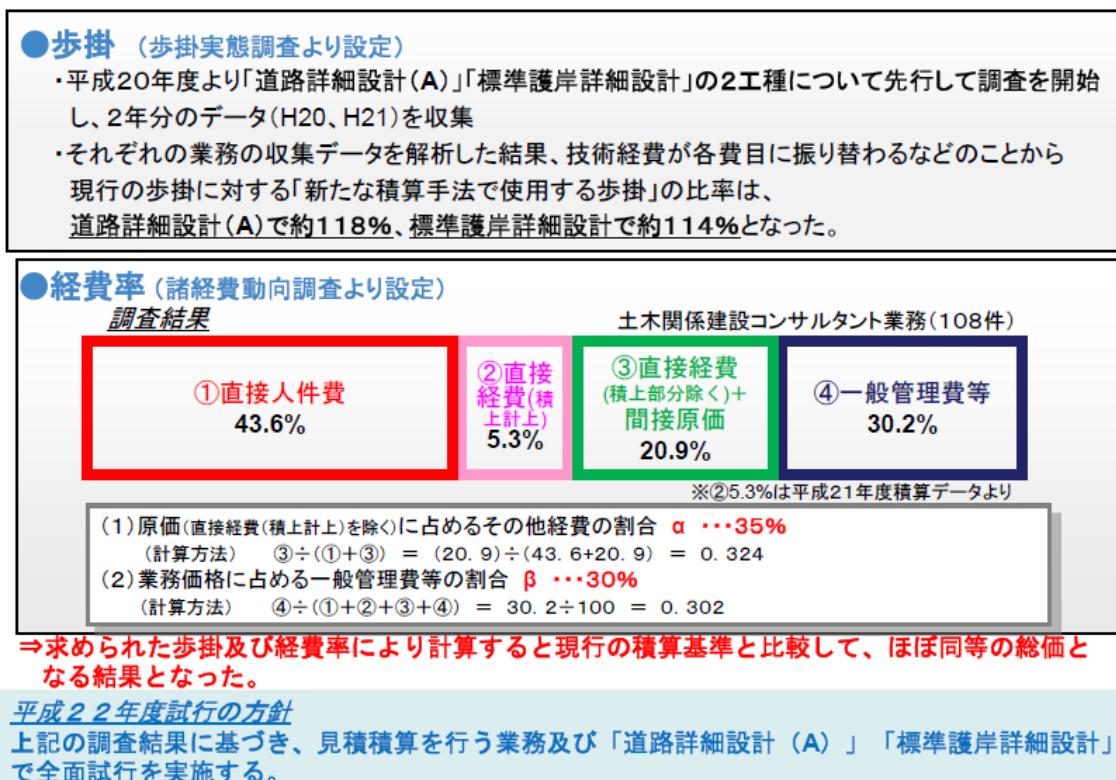 ●歩掛 (歩掛実態調査より設定)
・平成20年度より「道路詳細設計(A)」「標準護岸詳細設計」の2工種について先行して調査を開始
し、2年分のデータ(H20、H21)を収集
・それぞれの業務の収集データを解析した結果、技術経費が各費目に振り替わるなどのことから
現行の歩掛に対する「新たな積算手法で使用する歩掛」の比率は、
道路詳細設計(A)で約118%、標準護岸詳細設計で約114%となった。
●経費率(諸経費動向調査より設定)
調査結果 土木関係建設コンサルタント業務(108件)
①直接人件費
43.6%
②直接
経費(積
上計上)
5.3%
③直接経費
(積上部分除く)+
間接原価
20.9%
④一般管理費等
30.2%
※②5.3%は平成21年度積算データより
(1)原価(直接経費(積上計上)を除く)に占めるその他経費の割合 α ・・・35%
(計算方法) ③÷(①+③) = (20.9)÷(43.6+20.9) = 0.324
(2)業務価格に占める一般管理費等の割合 β ・・・30%
(計算方法) ④÷(①+②+③+④) = 30.2÷100 = 0.302
⇒求められた歩掛及び経費率により計算すると現行の積算基準と比較して、ほぼ同等の総価と
なる結果となった。
平成22年度試行の方針
上記の調査結果に基づき、見積積算を行う業務及び「道路詳細設計(A)」「標準護岸詳細設計」
で全面試行を実施する。